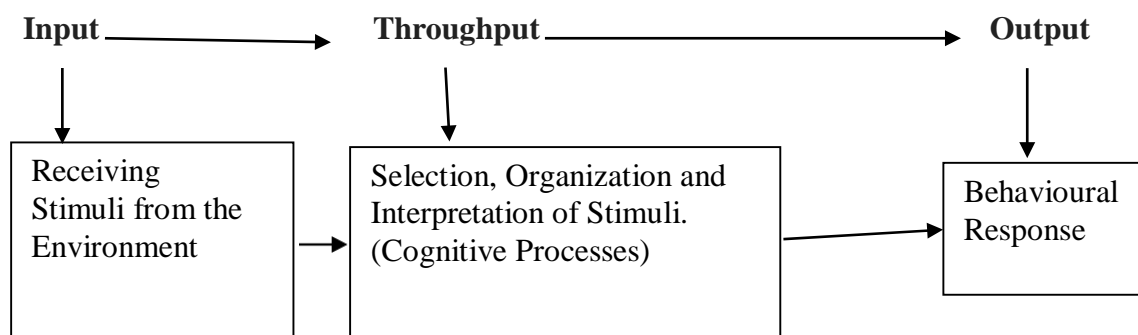 Input Throughput Output
Receiving
Stimuli from the
Environment
Selection, Organization and
Interpretation of Stimuli.
(Cognitive Processes)
Behavioural
Response